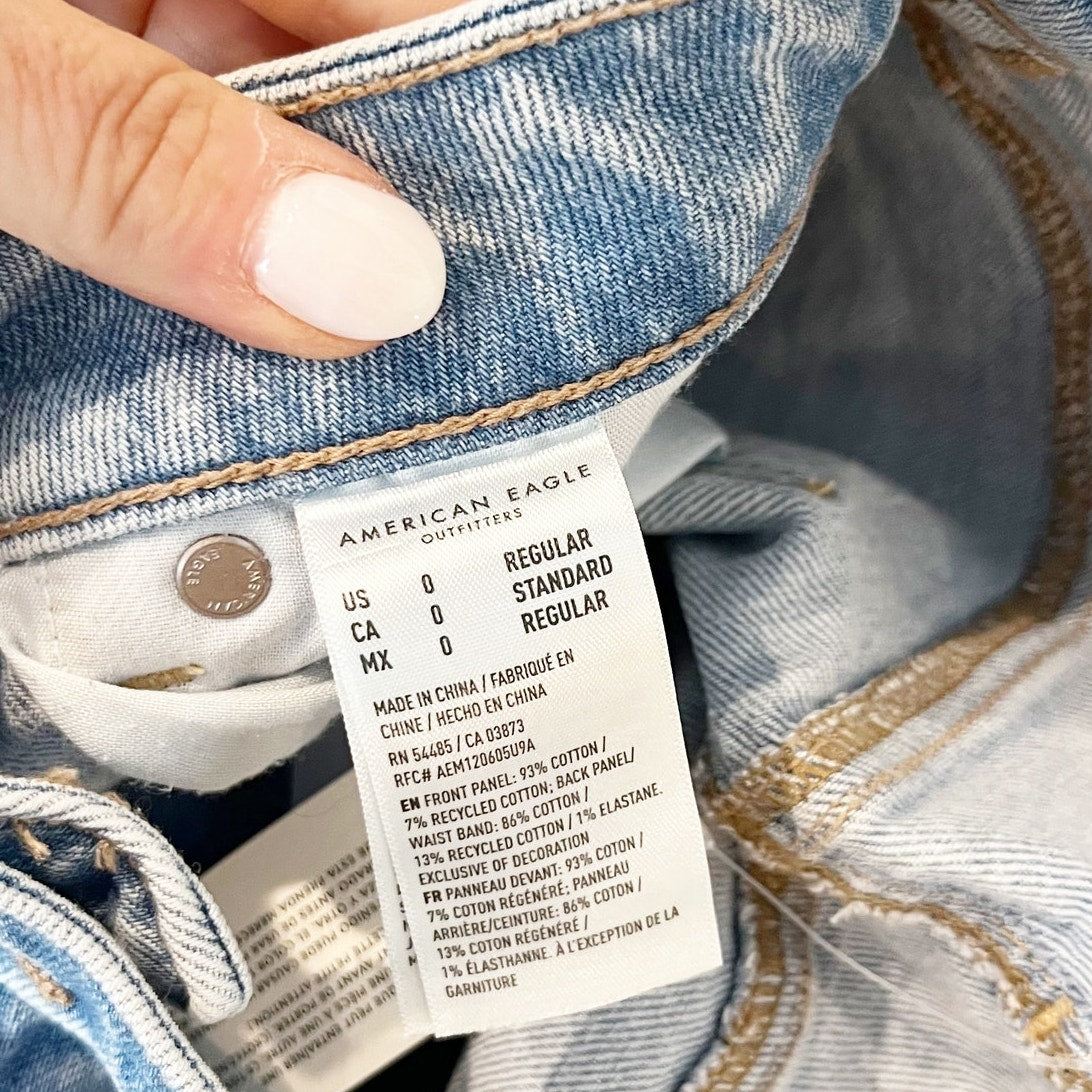 AMERICAN EAGLE
OUTFITTERS
US 0 REGULAR
CA 0 STANDARD
MX 0 REGULAR
MADE IN CHINA / FABRIQUÉ EN
CHINE / HECHO EN CHINA
RN 54485 / CA 03873
RFC# AEM120605U9A
EN FRONT PANEL: 93% COTTON /
7% RECYCLED COTTON; BACK PANEL/
WAIST BAND: 86% COTTON /
13% RECYCLED COTTON / 1% ELASTANE.
EXCLUSIVE OF DECORATION
FR PANNEAU DEVANT: 93% COTON /
7% COTON RÉGÉNÉRÉ; PANNEAU
ARRIÈRE/CEINTURE: 86% COTON /
13% COTON RÉGÉNÉRÉ /
1% ÉLASTHANNE. À L'EXCEPTION DE LA
GARNITURE
AMERICAN
EAGLE